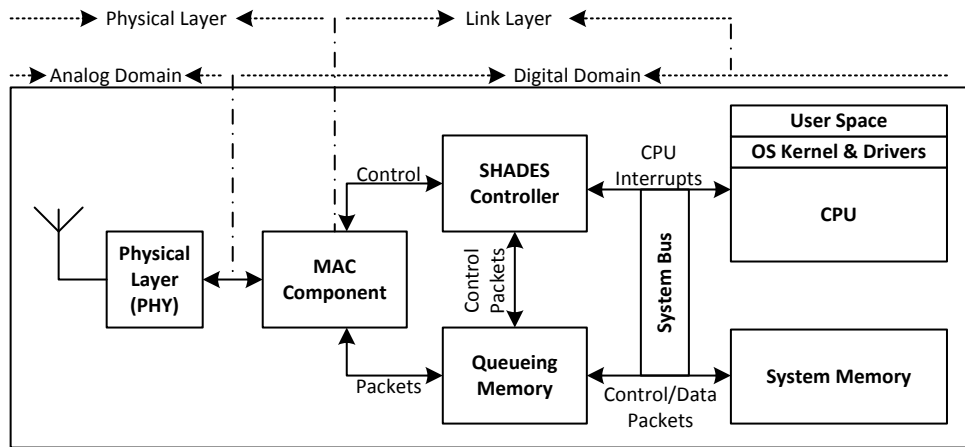 Physical Layer
Link Layer
Analog Domain
Digital Domain
User Space
OS Kernel & Drivers
CPU
SHADES
Controller
CPU
Interrupts
Control
Physical
Layer
(PHY)
MAC
Component
Control
Packets
System Bus
Queueing
Memory
Packets
Control/Data
Packets
System Memory